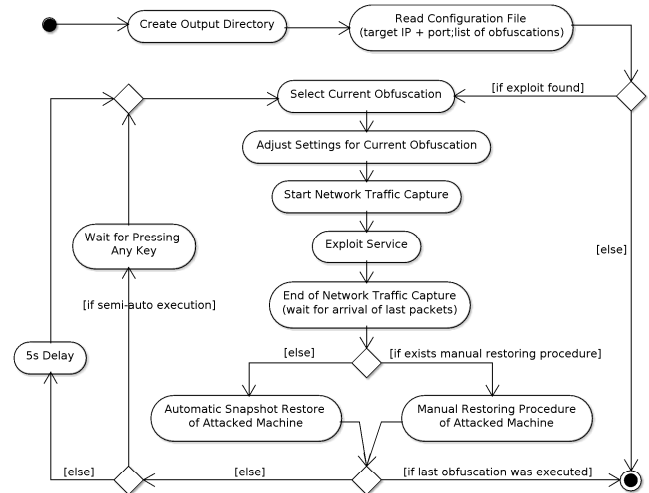 Create Output Directory
Read Configuration File
(target IP + port;list of obfuscations)
Select Current Obfuscation
[if exploit found]
Adjust Settings for Current Obfuscation
Start Network Traffic Capture
Wait for Pressing
Any Key
Exploit Service
[else]
End of Network Traffic Capture
(wait for arrival of last packets)
[if semi-auto execution]
5s Delay
[else]
[if exists manual restoring procedure]
Automatic Snapshot Restore
of Attacked Machine
Manual Restoring Procedure
of Attacked Machine
[else]
[else]
[if last obfuscation was executed]